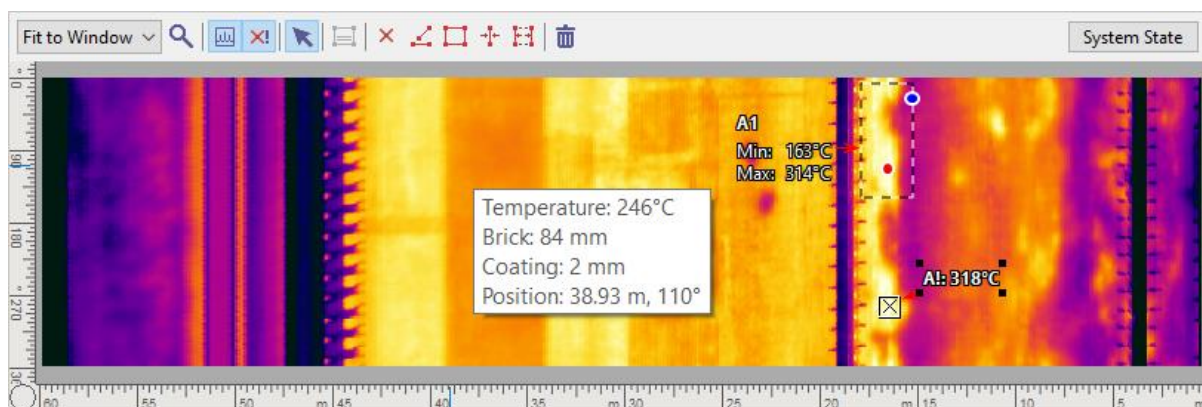 Fit to Window
System State
A1
Min: 163°C
Max: 314°C
Temperature: 246°C
Brick: 84 mm
Coating: 2 mm
Position: 38.93 m, 110°
A!: 318°C
° 0
90
180
° 270
60 55 50 m 45 40 35 m 30 25 20 m 15 10 5